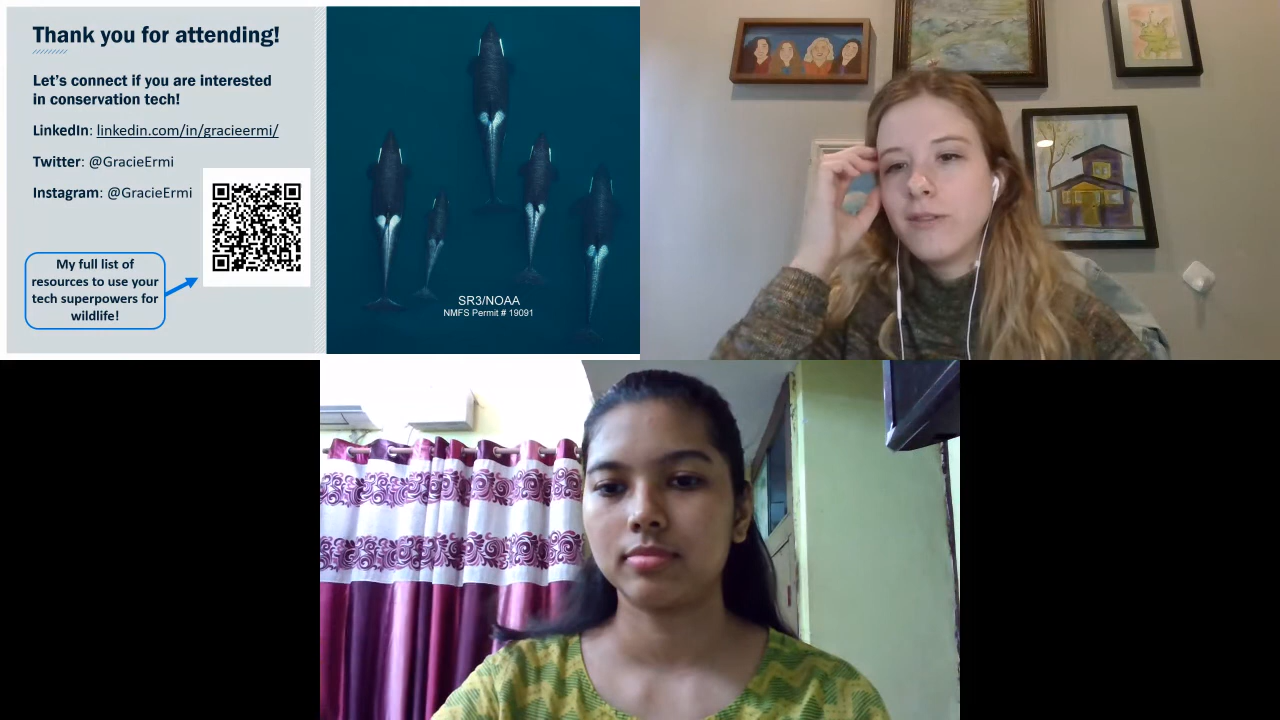 Thank you for attending!
Let's connect if you are interested
in conservation tech!
LinkedIn: linkedin.com/in/gracieermi/
Twitter: @GracieErmi
Instagram: @GracieErmi
My full list of
resources to use your
tech superpowers for
wildlife!
SR3/NOAA
NMFS Permit # 19091